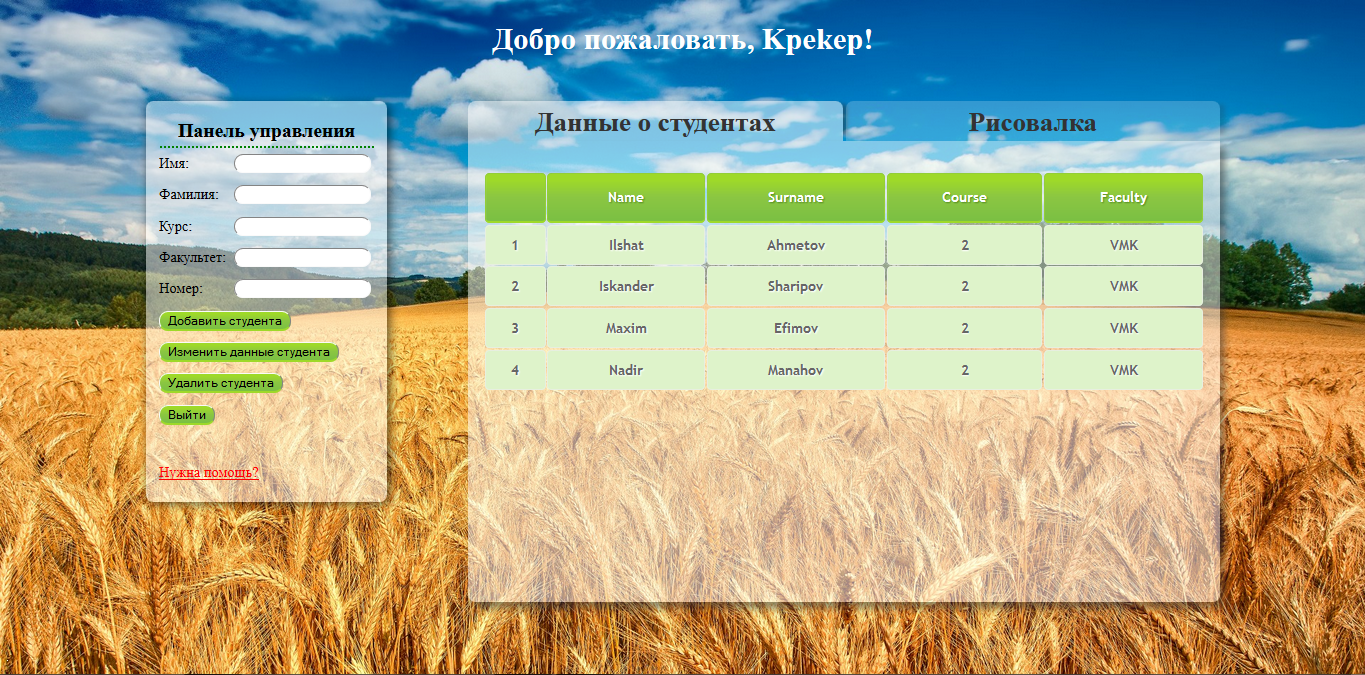 Добро пожаловать, Kpekep!
Панель управления
Имя:
Фамилия:
Курс:
Факультет:
Номер:
Добавить студента
Изменить данные студента
Удалить студента
Выйти
Нужна помощь?
Данные о студентах Рисовалка
Name Surname Course Faculty
1 Ilshat Ahmetov 2 VMK
2 Iskander Sharipov 2 VMK
3 Maxim Efimov 2 VMK
4 Nadir Manahov 2 VMK